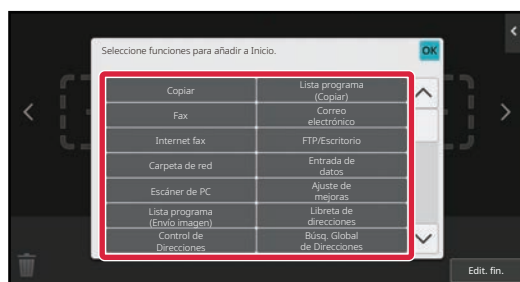 Seleccione funciones para añadir a Inicio.
OK
Copiar
Lista programa
(Copiar)
Fax
Correo
electrónico
Internet fax
FTP/Escritorio
Carpeta de red
Entrada de
datos
Escáner de PC
Ajuste de
mejoras
Lista programa
(Envío imagen)
Libreta de
direcciones
Control de
Direcciones
Búsq. Global
de Direcciones
Edit. fin.